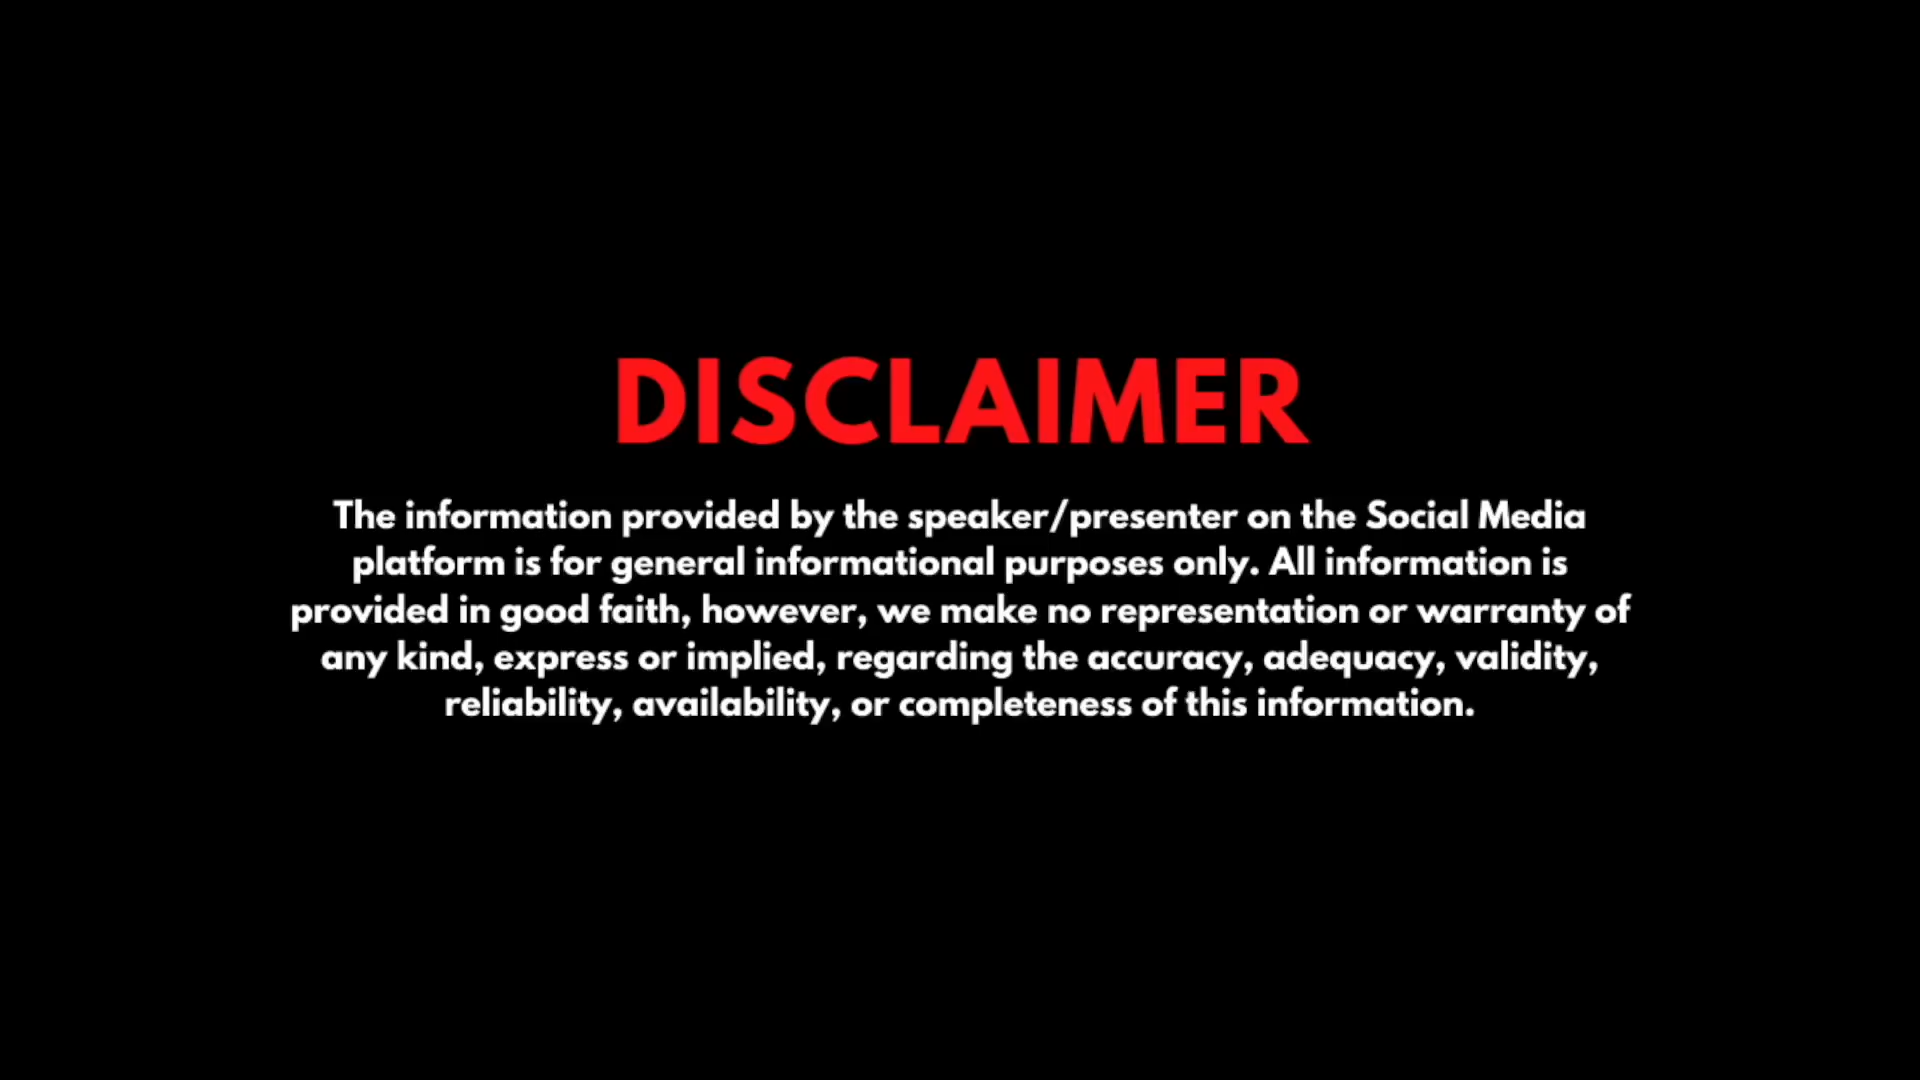 DISCLAIMER
The information provided by the speaker/presenter on the Social Media
platform is for general informational purposes only. All information is
provided in good faith, however, we make no representation or warranty of
any kind, express or implied, regarding the accuracy, adequacy, validity,
reliability, availability, or completeness of this information.